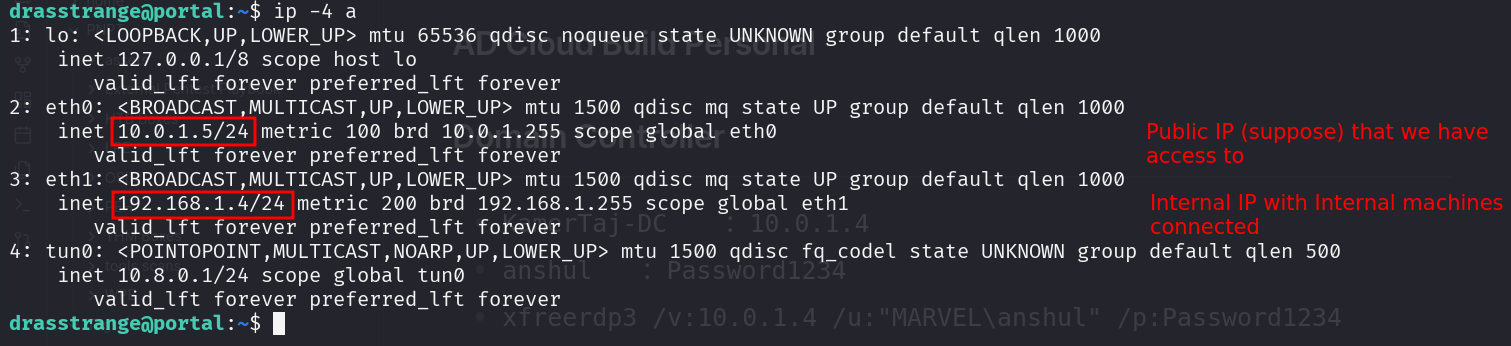 drasstrange@portal:~$ ip -4 a
1: lo: <LOOPBACK,UP,LOWER_UP> mtu 65536 qdisc noqueue state UNKNOWN group default qlen 1000
AD Cloud Build Personal
inet 127.0.0.1/8 scope host lo
valid_lft forever preferred_lft forever
2: eth0: <BROADCAST,MULTICAST,UP,LOWER_UP> mtu 1500 qdisc mq state UP group default qlen 1000
inet 10.0.1.5/24 metric 100 brd 10.0.1.255 scope global eth0
Domain Controller
Public IP (suppose) that we have
access to
valid_lft forever preferred_lft forever
3: eth1: <BROADCAST,MULTICAST,UP,LOWER_UP> mtu 1500 qdisc mq state UP group default qlen 1000
inet 192.168.1.4/24 metric 200 brd 192.168.1.255 scope global eth1
Internal IP with Internal machines
connected
KamerTaj-DC : 10.0.1.4
valid_lft forever preferred_lft forever
4: tun0: <POINTOPOINT,MULTICAST,NOARP,UP,LOWER_UP> mtu 1500 qdisc fq_codel state UNKNOWN group default qlen 500
inet 10.8.0.1/24 scope global tun0
anshul : Password1234
valid_lft forever preferred_lft forever
drasstrange@portal:~$
xfreerdp3 /v:10.0.1.4 /u:"MARVEL\anshul" /p:Password1234